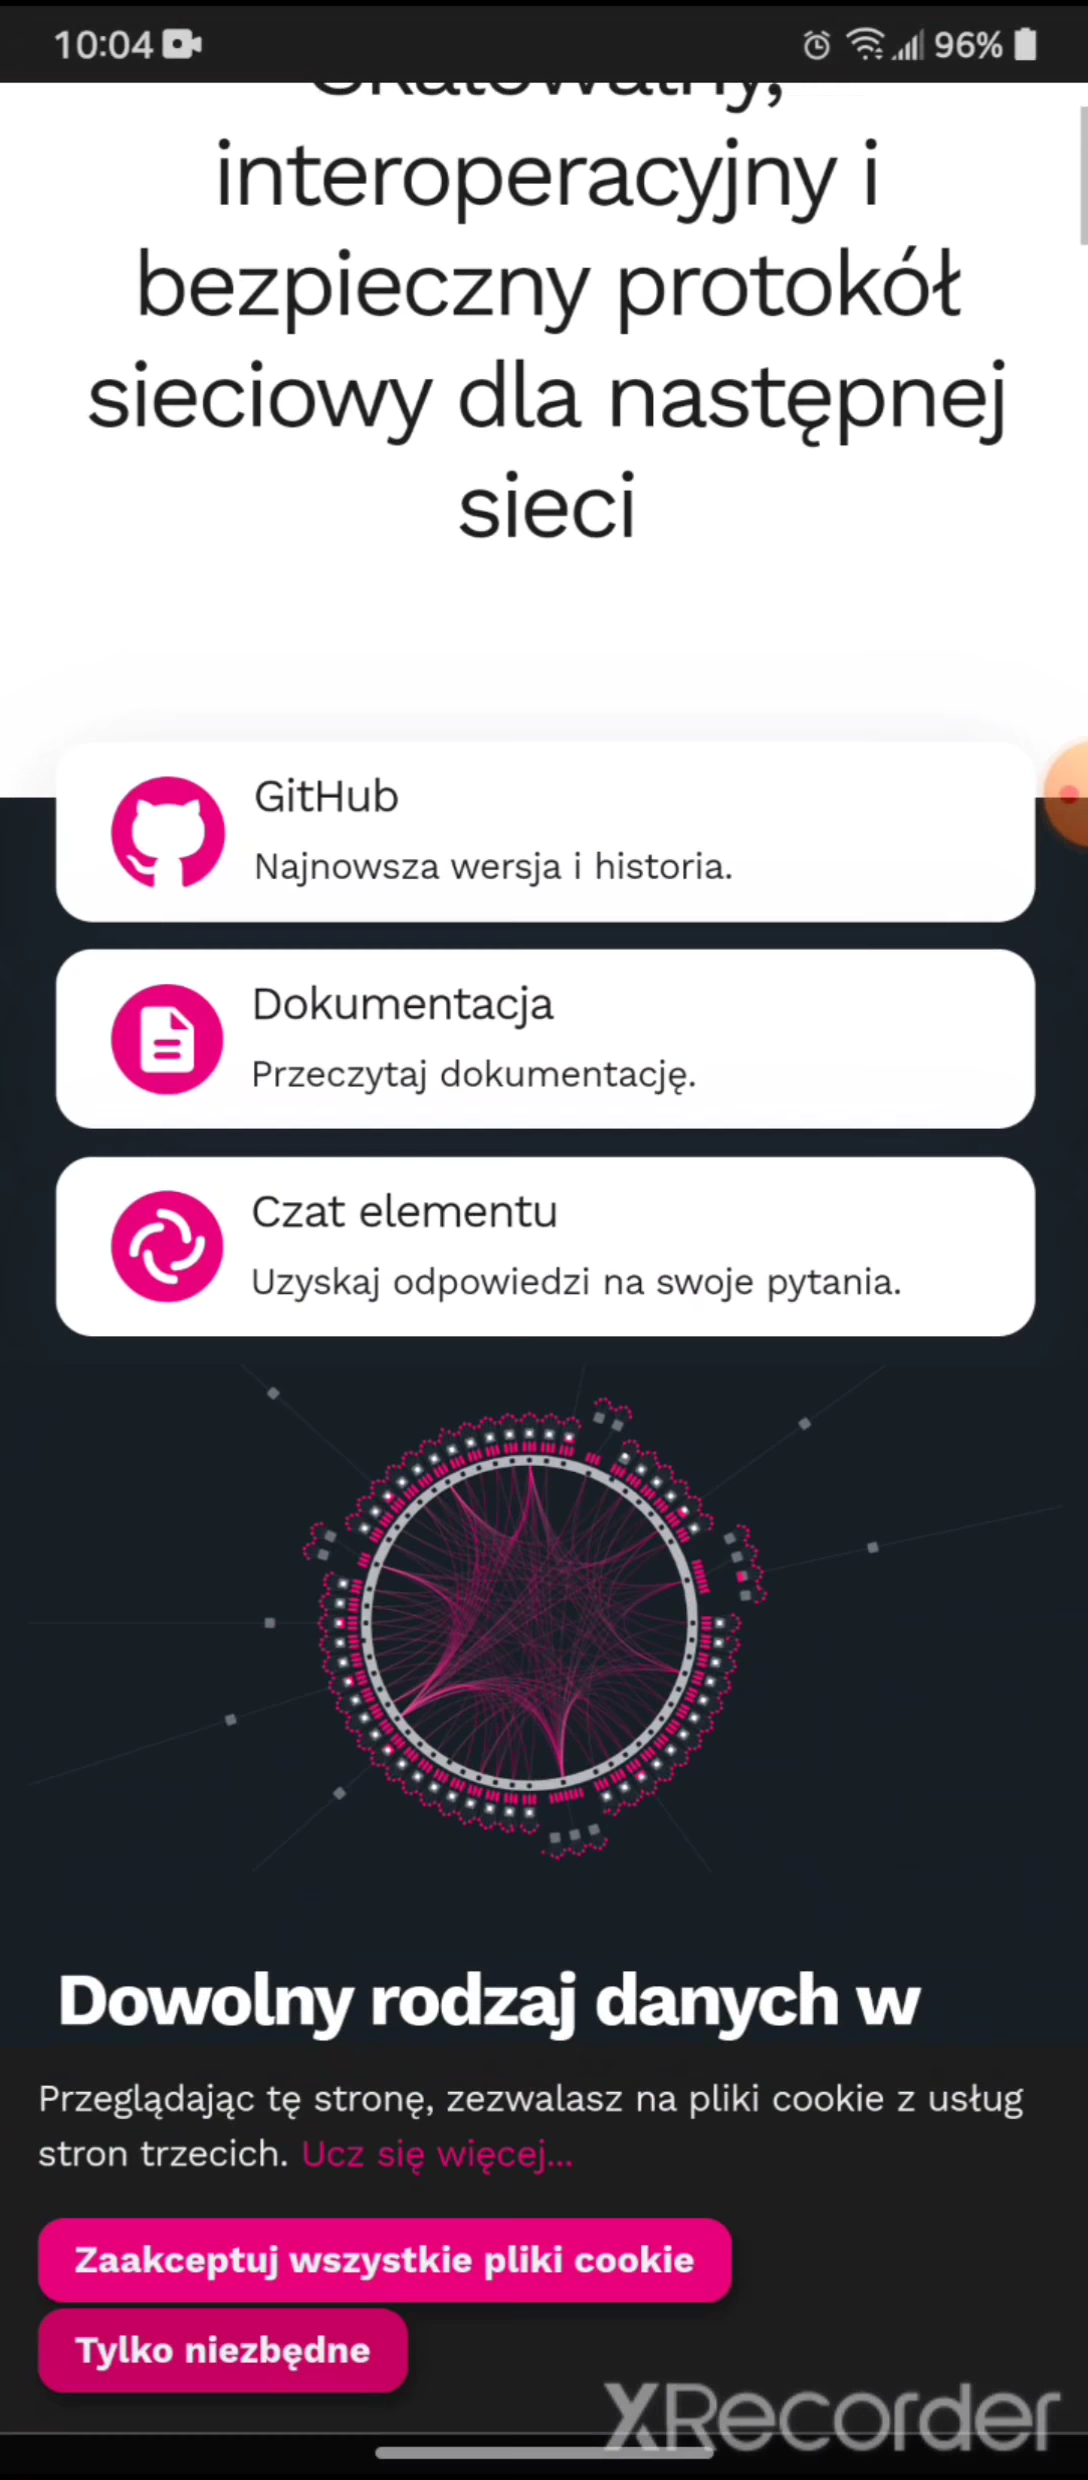 10:04
96%
interoperacyjny i
bezpieczny protokół
sieciowy dla następnej
sieci
GitHub
Najnowsza wersja i historia.
Dokumentacja
Przeczytaj dokumentację.
Czat elementu
Uzyskaj odpowiedzi na swoje pytania.
Dowolny rodzaj danych w
Przeglądając tę stronę, zezwalasz na pliki cookie z usług
stron trzecich. Ucz się więcej...
Zaakceptuj wszystkie pliki cookie
Tylko niezbędne
XRecorder